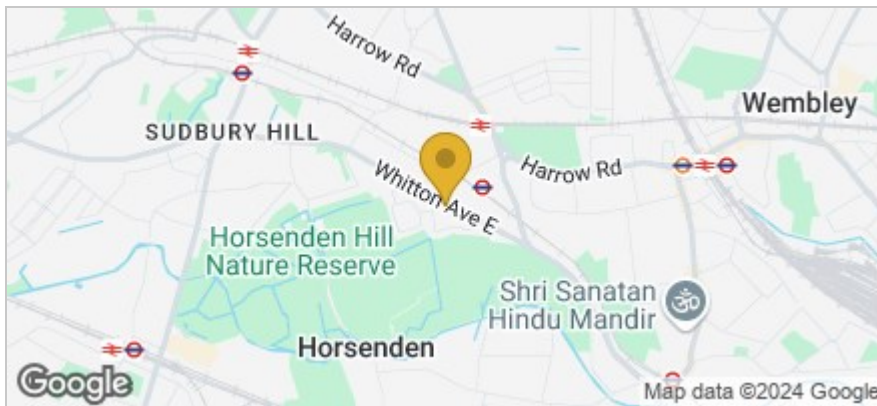 Harrow Rd
Wembley
SUDBURY HILL
Harrow Rd
Whitton Ave E
Horsenden Hill
Nature Reserve
Shri Sanatan
Hindu Mandir
Horsenden
Google
Map data ©2024 Google